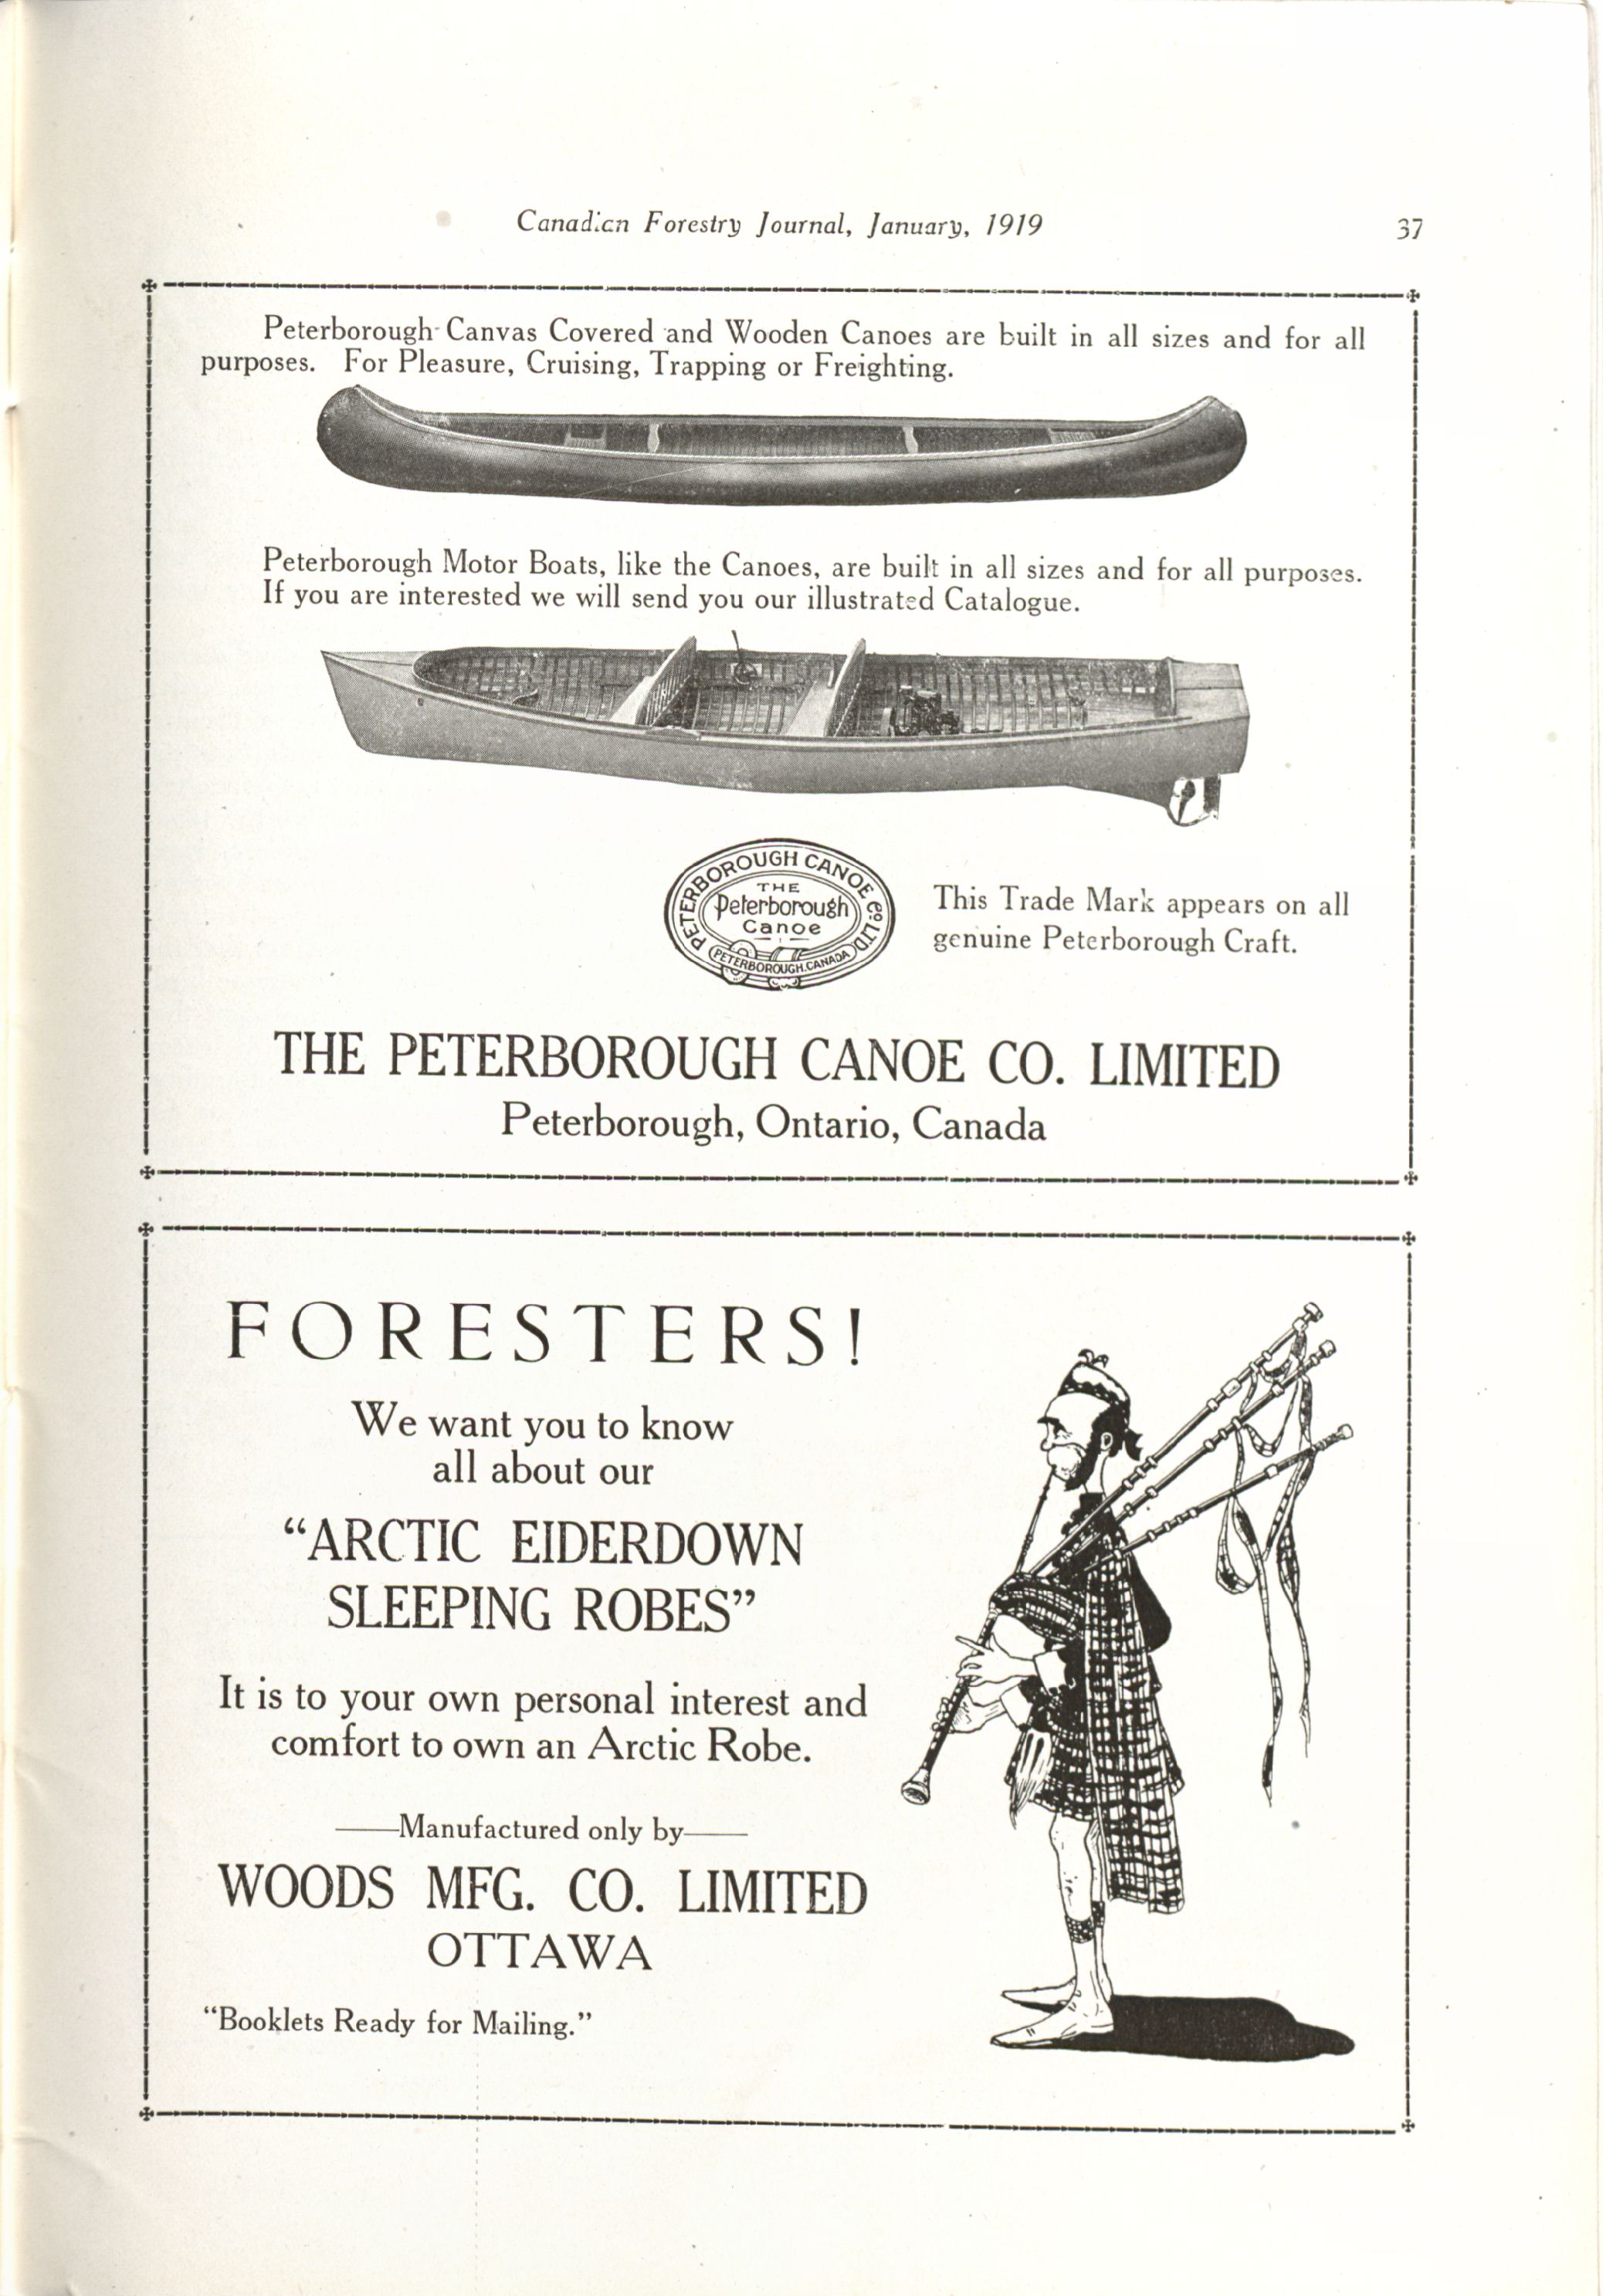 Canadian Forestry Journal, January, 1919
37
Peterborough Canvas Covered and Wooden Canoes are built in all sizes and for all
purposes. For Pleasure, Cruising, Trapping or Freighting.
Peterborough Motor Boats, like the Canoes, are built in all sizes and for all purposes.
If you are interested we will send you our illustrated Catalogue.
PETERBOROUGH CANOE CO. LTD.
THE
Peterborough
Canoe
PETERBOROUGH, CANADA
This Trade Mark appears on all
genuine Peterborough Craft.
THE PETERBOROUGH CANOE CO. LIMITED
Peterborough, Ontario, Canada
FORESTERS!
We want you to know
all about our
“ARCTIC EIDERDOWN
SLEEPING ROBES”
It is to your own personal interest and
comfort to own an Arctic Robe.
Manufactured only by
WOODS MFG. CO. LIMITED
OTTAWA
“Booklets Ready for Mailing.”